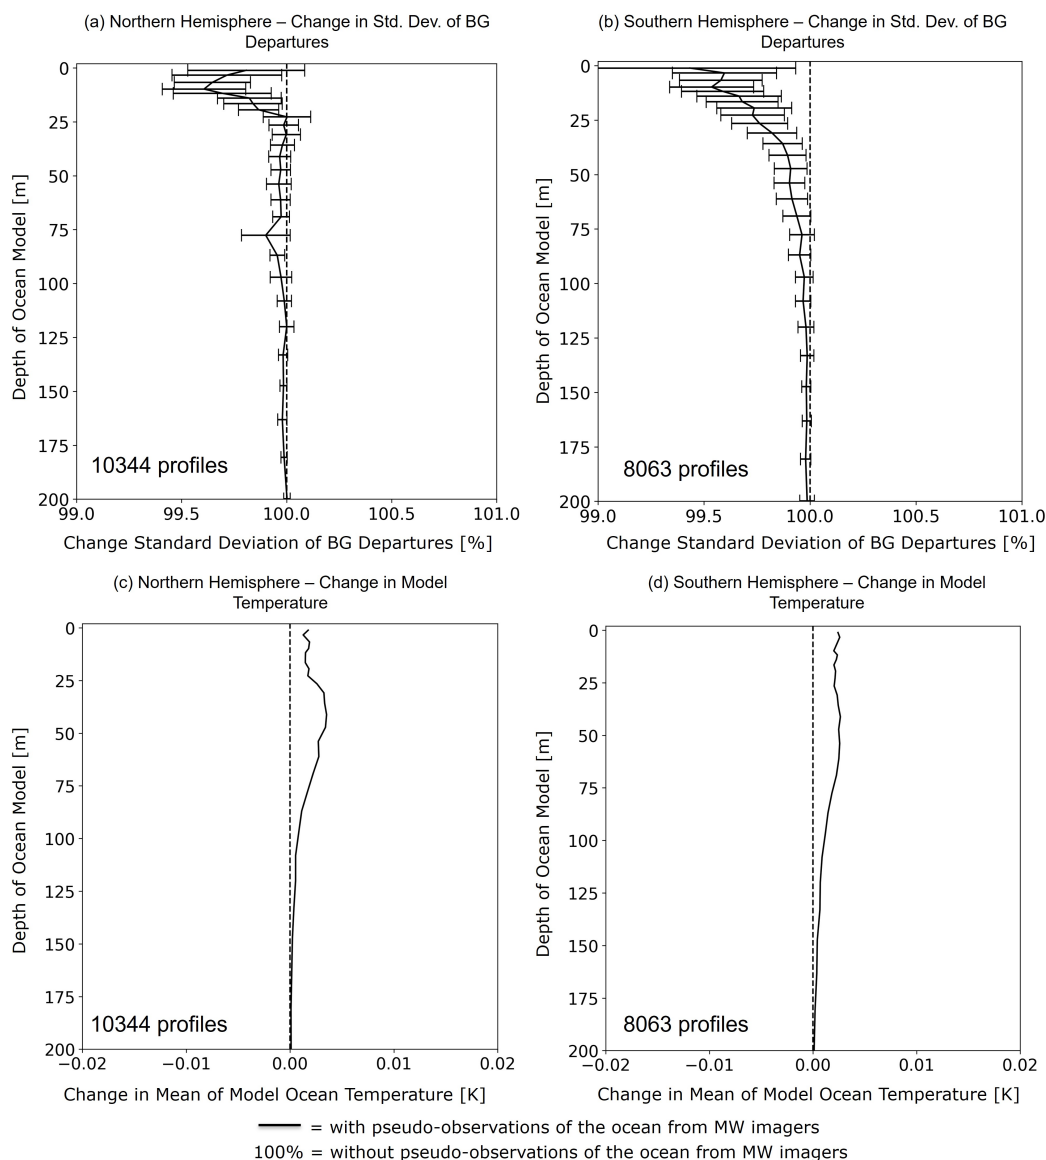 (a) Northern Hemisphere – Change in Std. Dev. of BG
Departures
0
25
50
75
100
125
150
175
200
Depth of Ocean Model [m]
10344 profiles
99.0
99.5
100.0
100.5
101.0
Change Standard Deviation of BG Departures [%]
(b) Southern Hemisphere – Change in Std. Dev. of BG
Departures
0
25
50
75
100
125
150
175
200
Depth of Ocean Model [m]
8063 profiles
99.0
99.5
100.0
100.5
101.0
Change Standard Deviation of BG Departures [%]
(c) Northern Hemisphere – Change in Model
Temperature
0
25
50
75
100
125
150
175
200
Depth of Ocean Model [m]
10344 profiles
−0.02
−0.01
0.00
0.01
0.02
Change in Mean of Model Ocean Temperature [K]
(d) Southern Hemisphere – Change in Model
Temperature
0
25
50
75
100
125
150
175
200
Depth of Ocean Model [m]
8063 profiles
−0.02
−0.01
0.00
0.01
0.02
Change in Mean of Model Ocean Temperature [K]
= with pseudo-observations of the ocean from MW imagers
100% = without pseudo-observations of the ocean from MW imagers